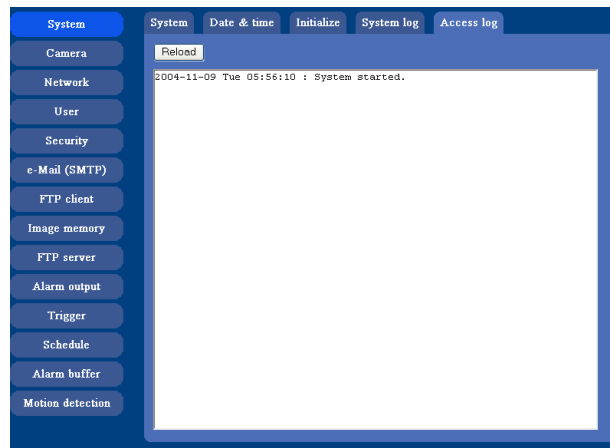 System
Camera
Network
User
Security
e-Mail (SMTP)
FTP client
Image memory
FTP server
Alarm output
Trigger
Schedule
Alarm buffer
Motion detection
System Date & time Initialize System log Access log
Reload
2004-11-09 Tue 05:56:10 : System started.